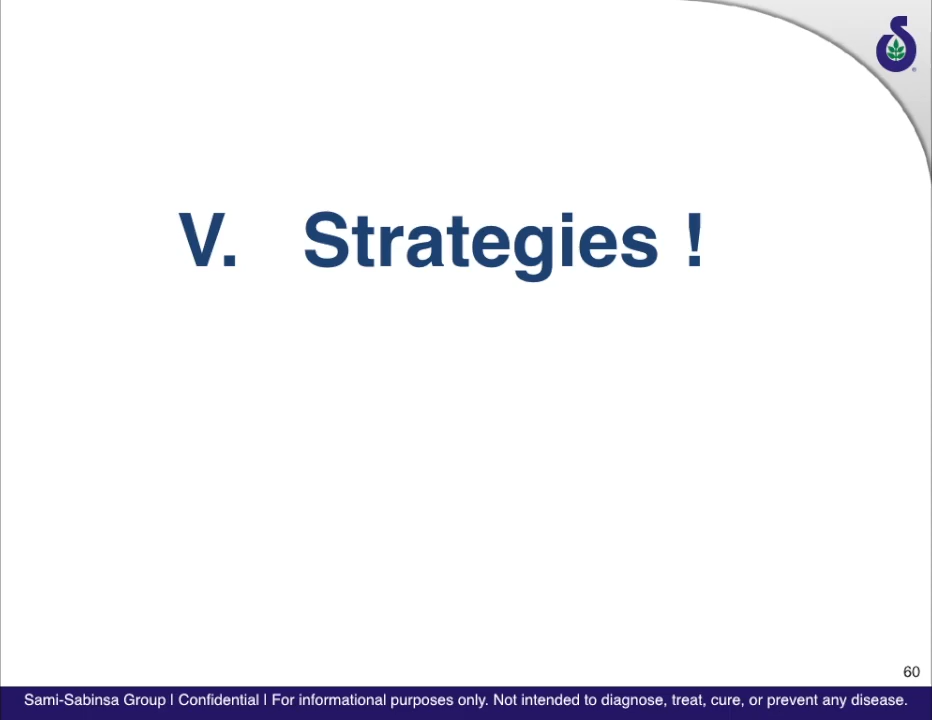 V. Strategies !
60
Sami-Sabinsa Group | Confidential | For informational purposes only. Not intended to diagnose, treat, cure, or prevent any disease.